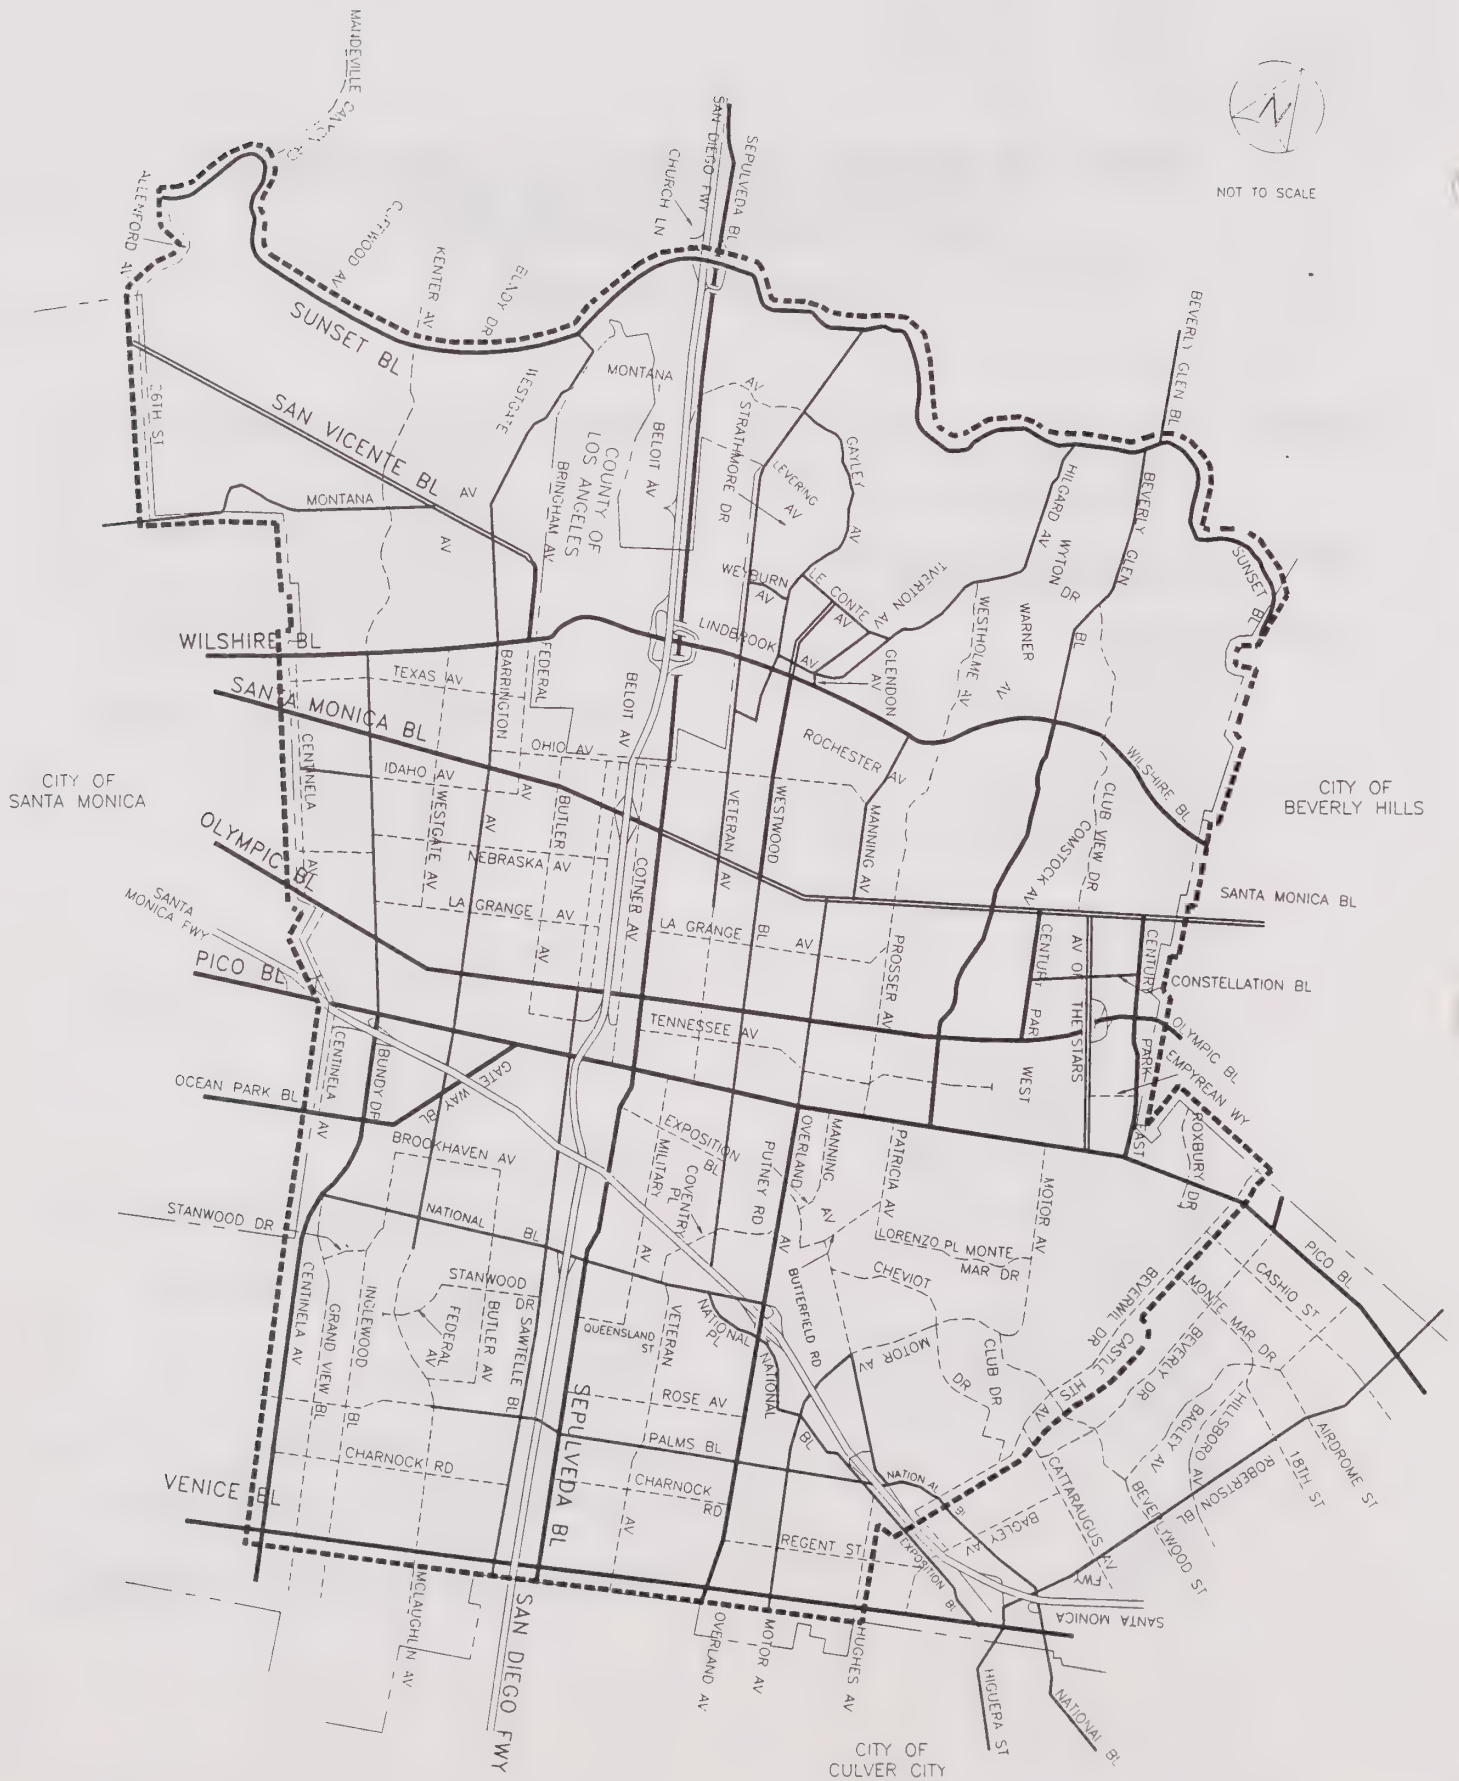 MANDEVILLE CANYON RD
N
NOT TO SCALE
SAN DIEGO FWY
SEPULVEDA BL
CHURCH LN
ALLENFORD AV
CLIFFWOOD AV
KENTER AV
BUNDY DR
SUNSET BL
BEVERLY GLEN BL
26TH ST
SAN VICENTE BL
WESTGATE
AV
MONTANA
AV
BELOIT AV
COUNTY OF
LOS ANGELES
BRINGHAM AV
STRATHMORE DR
LEVERING
AV
GAYLEY
AV
MONTANA
AV
HILGARD AV
WYTON DR
BEVERLY GLEN
BL
SUNSET BL
WEYBURN
AV
LE CONTE
AV
TIVERTON
AV
LINDBROOK AV
WESTHOLME AV
WARNER
AV
GLENDON
AV
WILSHIRE BL
SANTA MONICA BL
TEXAS AV
BARRINGTON
AV
FEDERAL
AV
BELOIT AV
OHIO AV
ROCHESTER AV
WILSHIRE BL
CITY OF
SANTA MONICA
CITY OF
BEVERLY HILLS
CENTINELA
AV
IDAHO AV
WESTGATE AV
BUTLER
AV
VETERAN
AV
WESTWOOD
BL
MANNING AV
CLUB VIEW DR
COMSTOCK AV
OLYMPIC BL
NEBRASKA AV
COTNER AV
SANTA MONICA BL
SANTA
MONICA FWY
LA GRANGE AV
LA GRANGE AV
PROSSER AV
CENTURY
PARK
WEST
AV OF
THE STARS
CENTURY
PARK
EAST
CONSTELLATION BL
PICO BL
TENNESSEE AV
OLYMPIC BL
EMPYREAN WY
CENTINELA
AV
BUNDY DR
OCEAN PARK BL
GATEWAY
BL
BROOKHAVEN AV
EXPOSITION
BL
MILITARY
AV
COVENTRY
PL
PUTNEY RD
OVERLAND
AV
MANNING
AV
PATRICIA AV
MOTOR AV
ROXBURY DR
STANWOOD DR
NATIONAL
BL
LORENZO PL
MONTE
MAR DR
PICO BL
CENTINELA AV
GRAND VIEW BL
INGLEWOOD
BL
STANWOOD
DR
FEDERAL
AV
BUTLER AV
SAWTELLE BL
QUEENSLAND
ST
VETERAN
AV
NATIONAL
PL
BUTTERFIELD RD
CHEVIOT
DR
MOTOR AV
CLUB DR
BEVERWIL DR
CASTLE
HTS
AV
MONTE
MAR DR
CASHIO ST
BEVERLY DR
NATIONAL
BL
ROSE AV
SEPULVEDA BL
PALMS BL
CHARNOCK RD
CHARNOCK
RD
VENICE BL
BAGLEY AV
HILLSBORO AV
AIRDROME ST
18TH ST
ROBERTSON
BL
BEVERLYWOOD ST
CATTARAUGUS AV
NATIONAL
BL
BAGLEY
AV
REGENT ST
EXPOSITION
BL
SANTA MONICA
FWY
MCLAUGHLIN AV
SAN DIEGO FWY
OVERLAND AV
MOTOR AV
HUGHES AV
HIGUERA ST
NATIONAL BL
CITY OF
CULVER CITY